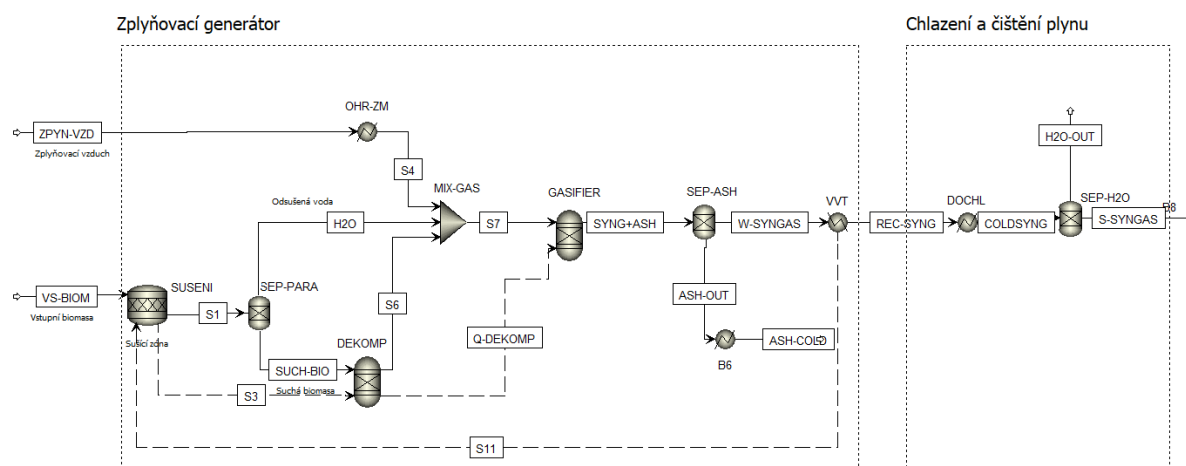 Zplyňovací generátor
Chlazení a čištění plynu
OHR-ZM
ZPYN-VZD
Zplyňovací vzduch
H2O-OUT
S4
MIX-GAS
GASIFIER
SEP-ASH
VVT
DOCHL
SEP-H2O
Odsušená voda
H2O
S7
SYNG+ASH
W-SYNGAS
REC-SYNG
COLDSYNG
S-SYNGAS
B8
VS-BIOM
Vstupní biomasa
SUSENI
Sušící zóna
S1
SEP-PARA
S6
ASH-OUT
DEKOMP
Q-DEKOMP
ASH-COLD
B6
SUCH-BIO
Suchá biomasa
S3
S11